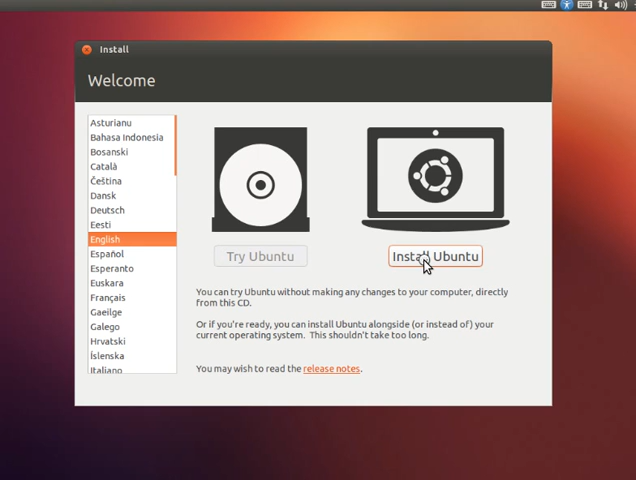 Install
Welcome
Asturianu
Bahasa Indonesia
Bosanski
Català
Čeština
Dansk
Deutsch
Eesti
English
Español
Esperanto
Euskara
Français
Gaeilge
Galego
Hrvatski
Íslenska
Italiano
Try Ubuntu
Install Ubuntu
You can try Ubuntu without making any changes to your computer, directly
from this CD.
Or if you're ready, you can install Ubuntu alongside (or instead of) your
current operating system. This shouldn't take too long.
You may wish to read the release notes.